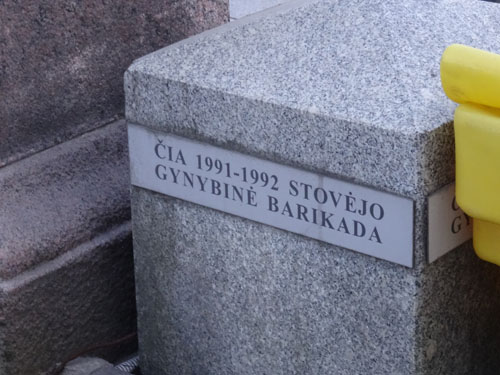 ČIA 1991-1992 STOVĖJO
GYNYBINĖ BARIKADA